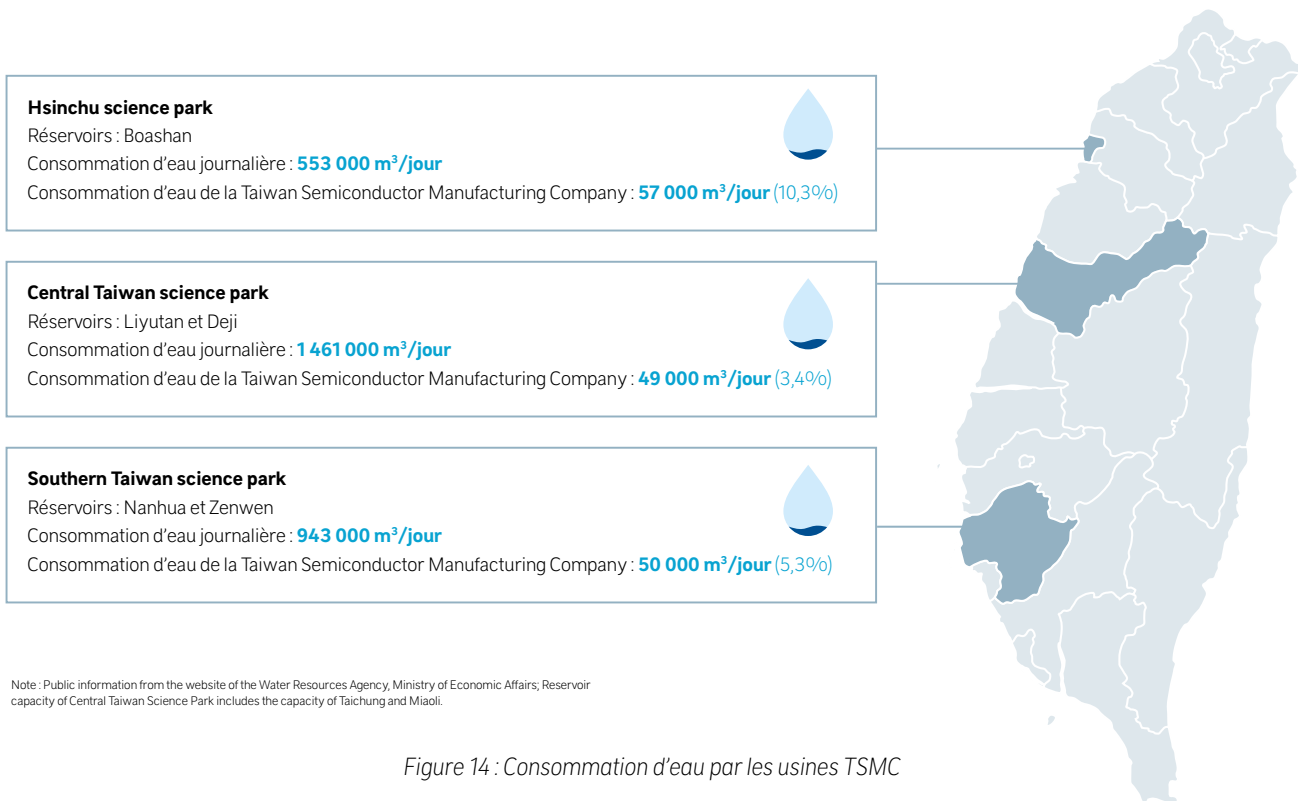 Hsinchu science park
Réservoirs : Boashan
Consommation d'eau journalière : 553 000 m³/jour
Consommation d'eau de la Taiwan Semiconductor Manufacturing Company : 57 000 m³/jour (10,3%)
Central Taiwan science park
Réservoirs : Liyutan et Deji
Consommation d'eau journalière : 1 461 000 m³/jour
Consommation d'eau de la Taiwan Semiconductor Manufacturing Company : 49 000 m³/jour (3,4%)
Southern Taiwan science park
Réservoirs : Nanhua et Zenwen
Consommation d'eau journalière : 943 000 m³/jour
Consommation d'eau de la Taiwan Semiconductor Manufacturing Company : 50 000 m³/jour (5,3%)
Note : Public information from the website of the Water Resources Agency, Ministry of Economic Affairs; Reservoir
capacity of Central Taiwan Science Park includes the capacity of Taichung and Miaoli.
Figure 14 : Consommation d'eau par les usines TSMC